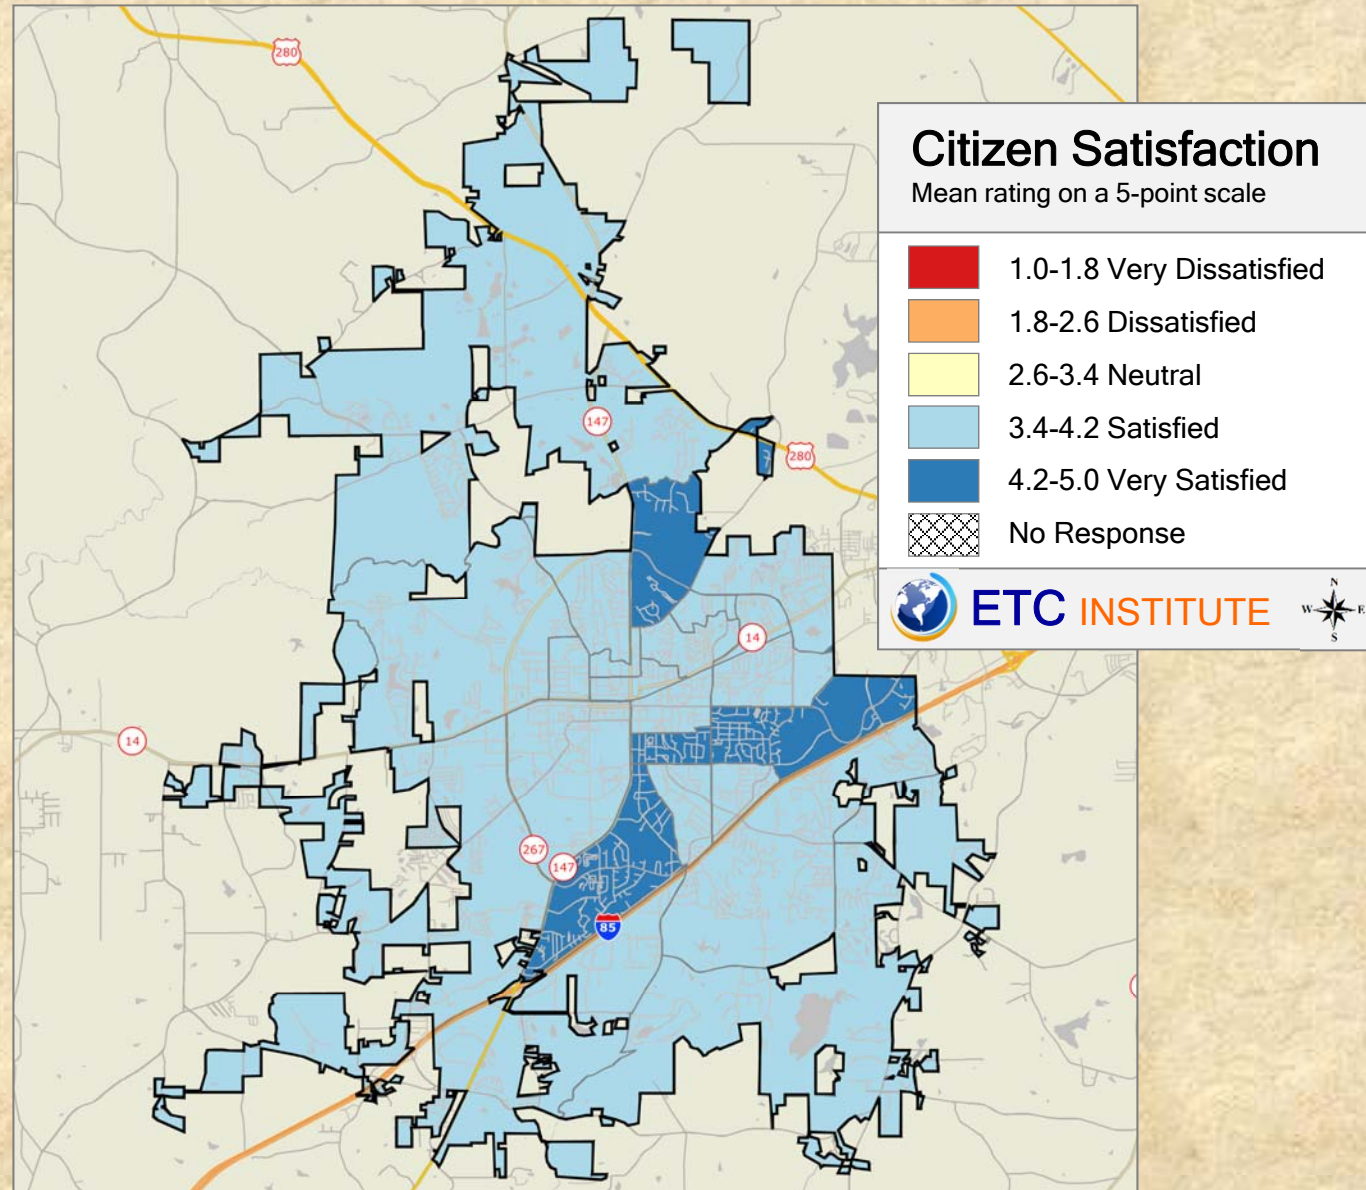 280
Citizen Satisfaction
Mean rating on a 5-point scale
1.0-1.8 Very Dissatisfied
1.8-2.6 Dissatisfied
2.6-3.4 Neutral
3.4-4.2 Satisfied
4.2-5.0 Very Satisfied
No Response
ETC INSTITUTE
N
W E
S
147
280
14
14
267
147
85